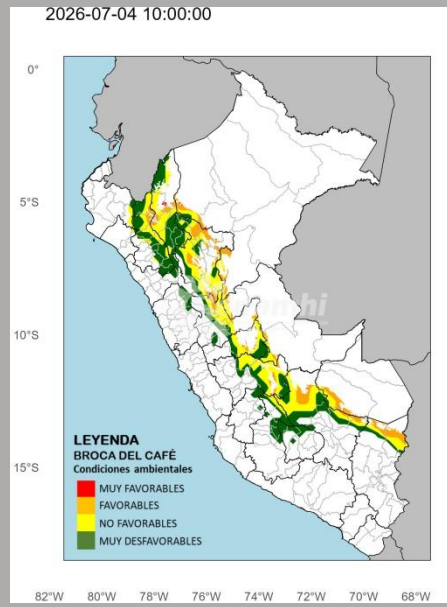 2026-07-04 10:00:00
0°
5°S
10°S
15°S
LEYENDA
BROCA DEL CAFÉ
Condiciones ambientales
MUY FAVORABLES
FAVORABLES
NO FAVORABLES
MUY DESFAVORABLES
82°W 80°W 78°W 76°W 74°W 72°W 70°W 68°W